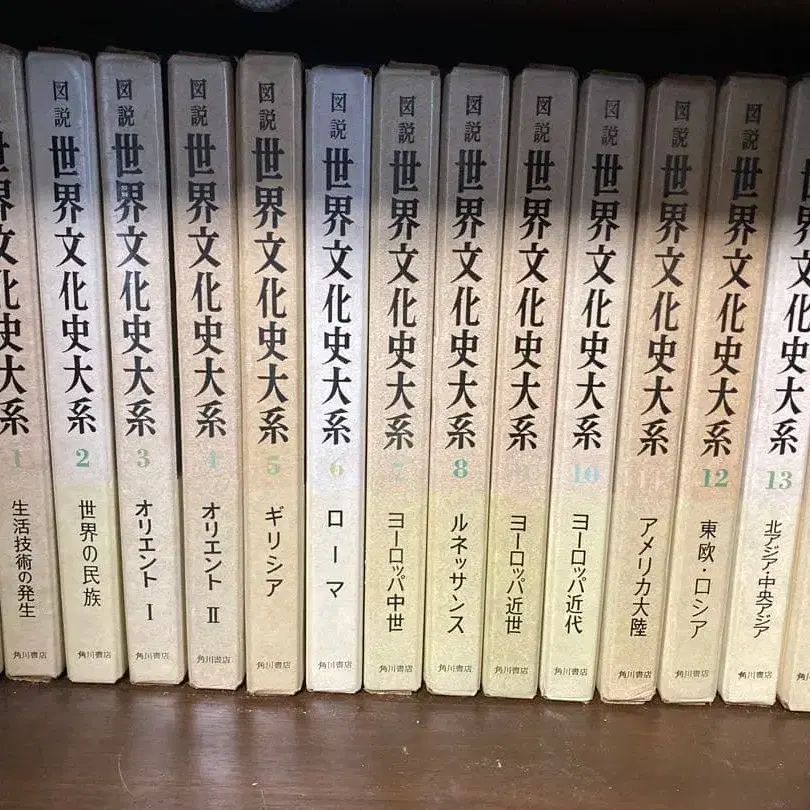 世界文化史大系
1
生活技術の発生
角川書店
図説
世界文化史大系
2
世界の民族
角川書店
図説
世界文化史大系
3
オリエント I
角川書店
図説
世界文化史大系
4
オリエント II
角川書店
図説
世界文化史大系
5
ギリシア
角川書店
図説
世界文化史大系
6
ローマ
角川書店
図説
世界文化史大系
7
ヨーロッパ中世
角川書店
図説
世界文化史大系
8
ルネッサンス
角川書店
図説
世界文化史大系
9
ヨーロッパ近世
角川書店
図説
世界文化史大系
10
ヨーロッパ近代
角川書店
図説
世界文化史大系
11
アメリカ大陸
角川書店
図説
世界文化史大系
12
東欧・ロシア
角川書店
図説
世界文化史大系
13
北アジア・中央アジア
角川書店